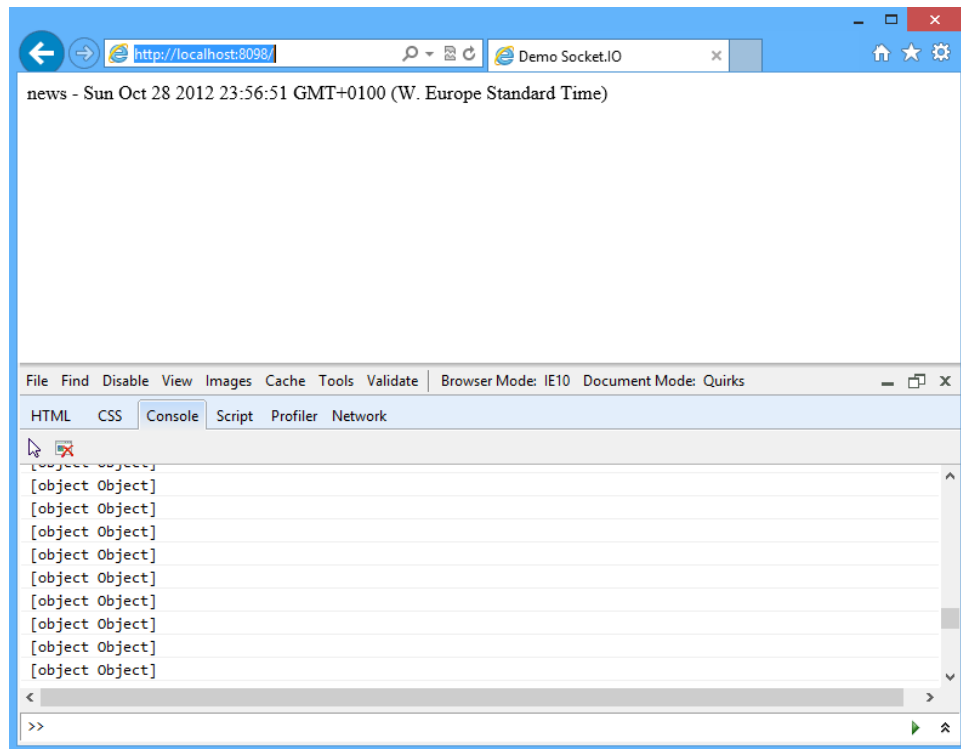 http://localhost:8098/
Demo Socket.IO
news - Sun Oct 28 2012 23:56:51 GMT+0100 (W. Europe Standard Time)
File Find Disable View Images Cache Tools Validate Browser Mode: IE10 Document Mode: Quirks
HTML CSS Console Script Profiler Network
[object Object]
[object Object]
[object Object]
[object Object]
[object Object]
[object Object]
[object Object]
[object Object]
[object Object]
[object Object]
>>